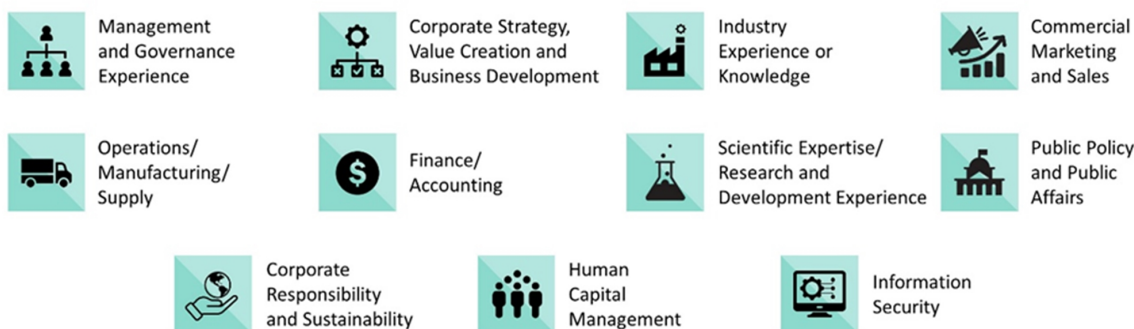 Management
and Governance
Experience
Corporate Strategy,
Value Creation and
Business Development
Industry
Experience or
Knowledge
Commercial
Marketing
and Sales
Operations/
Manufacturing/
Supply
Finance/
Accounting
Scientific Expertise/
Research and
Development Experience
Public Policy
and Public
Affairs
Corporate
Responsibility
and Sustainability
Human
Capital
Management
Information
Security